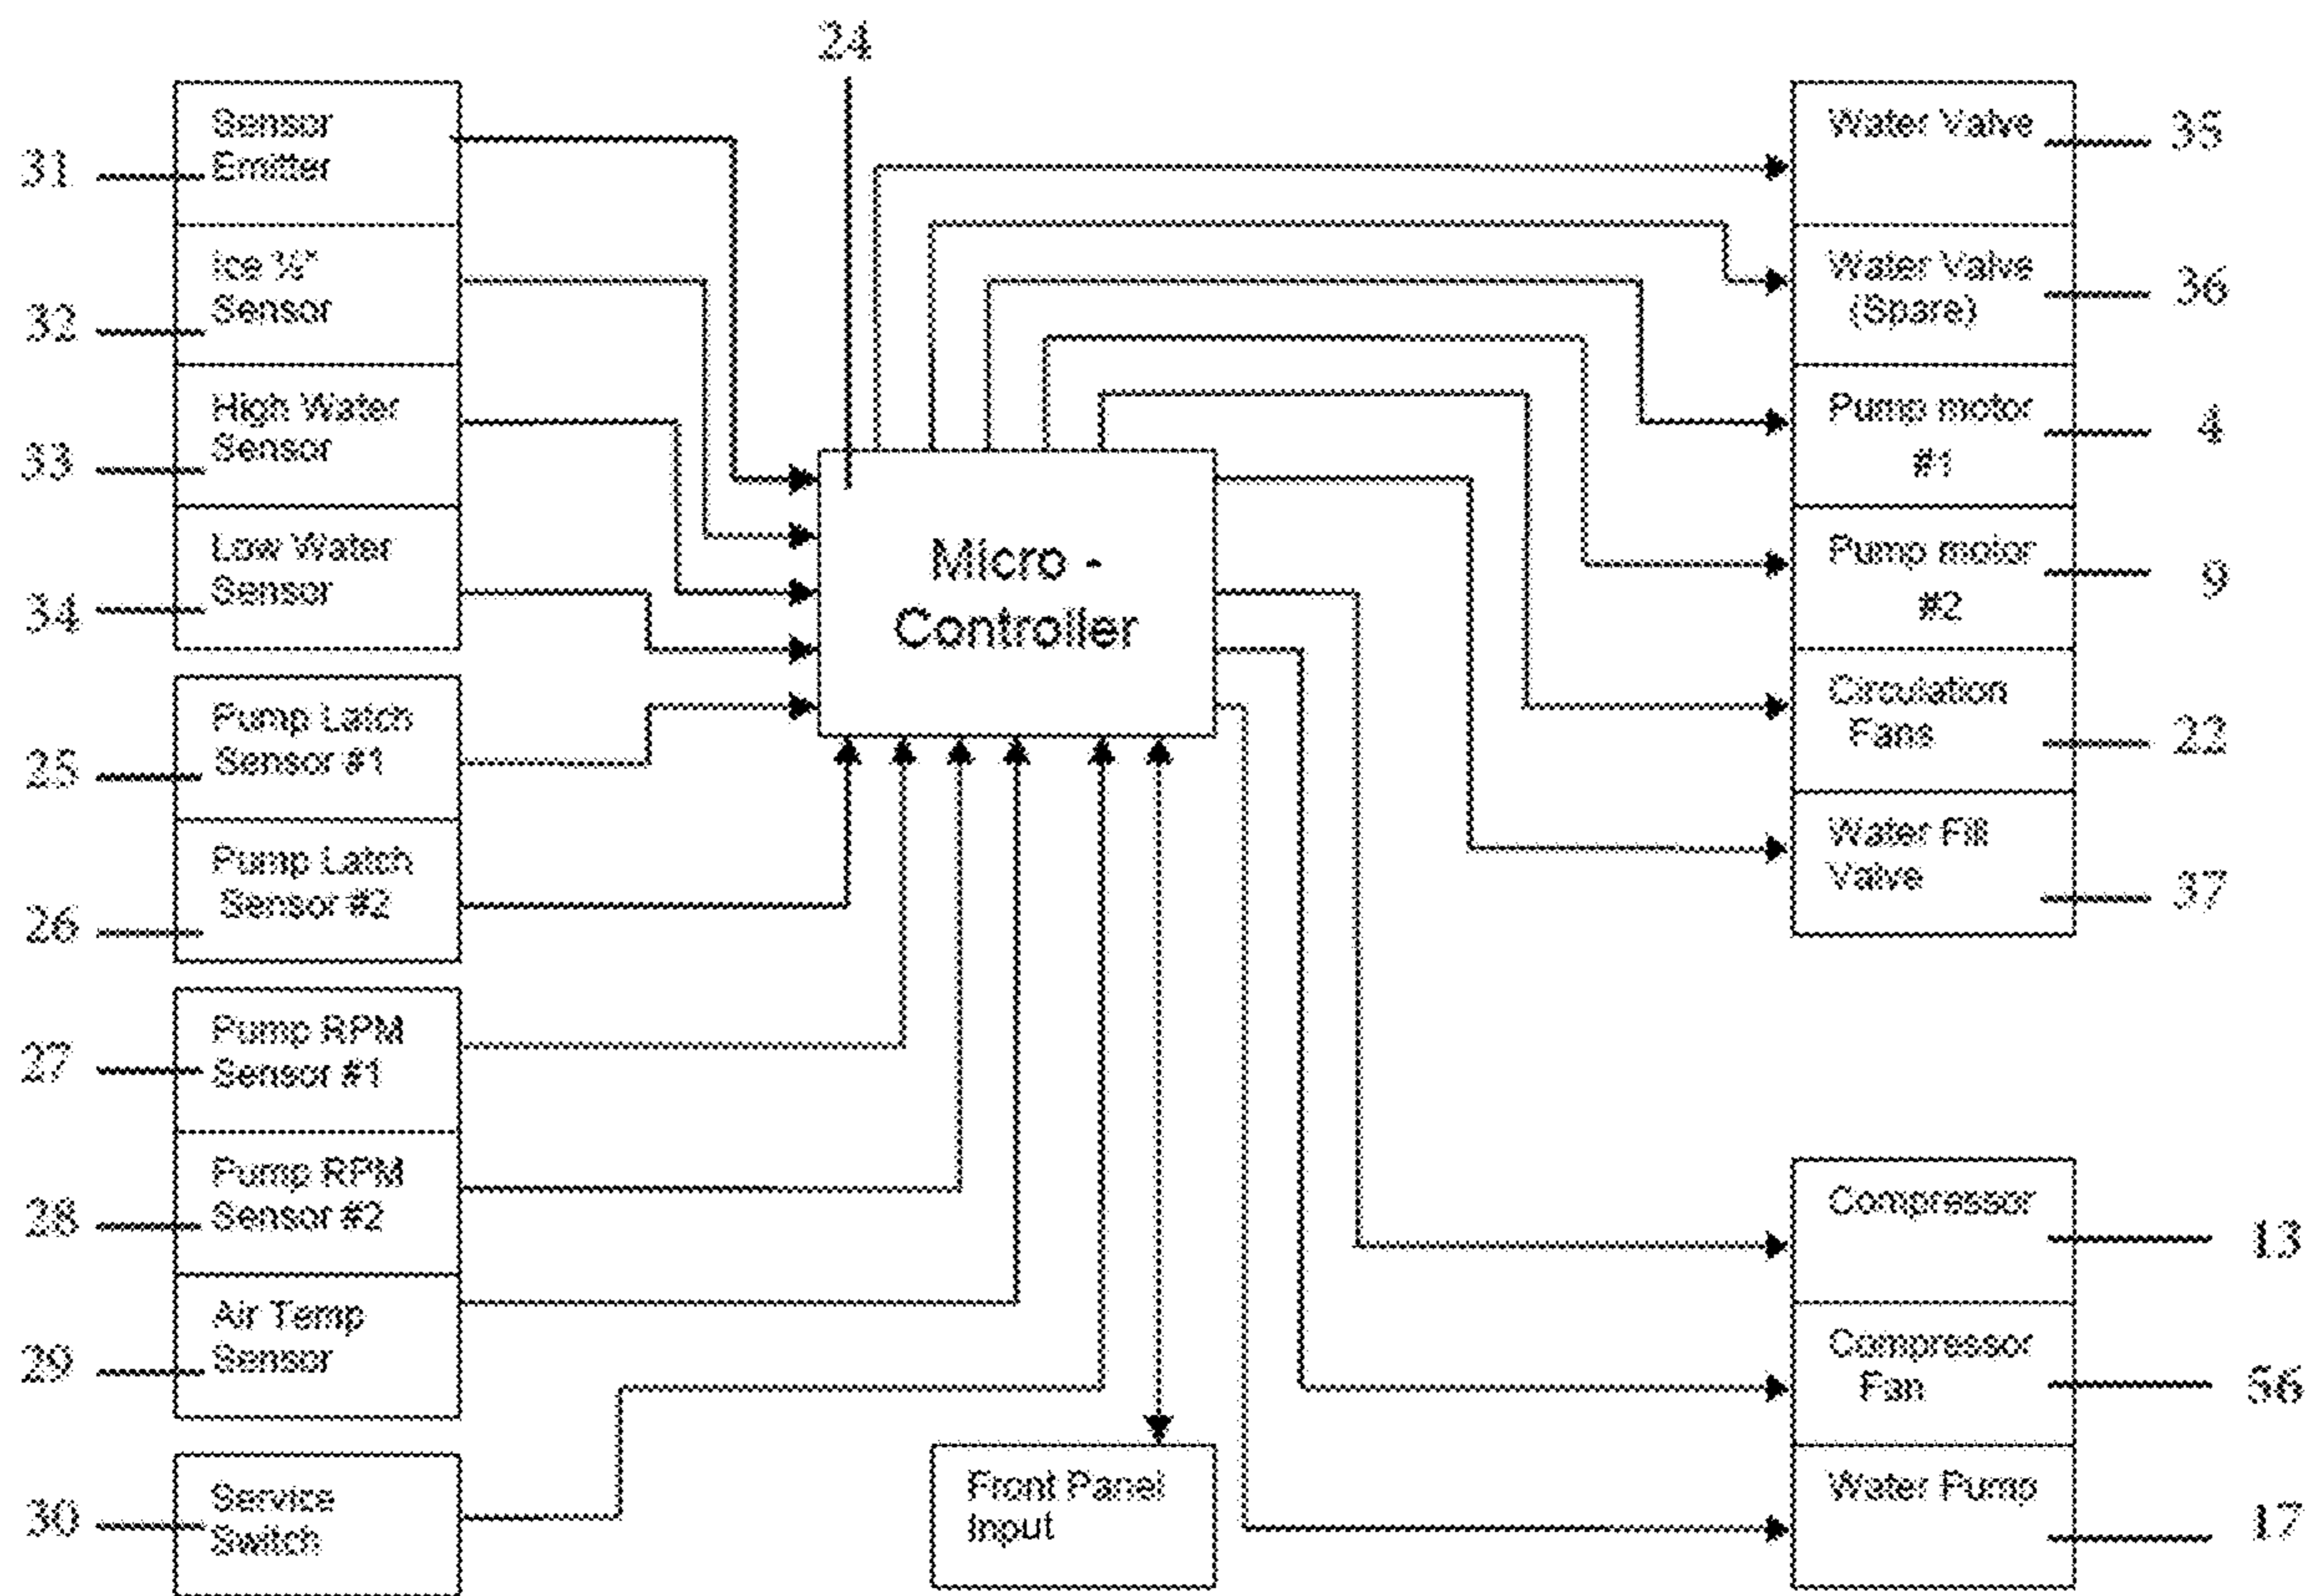 24
31
Sensor
Emitter
32
Ice ½"
Sensor
33
High Water
Sensor
34
Low Water
Sensor
25
Pump Latch
Sensor #1
26
Pump Latch
Sensor #2
27
Pump RPM
Sensor #1
28
Pump RPM
Sensor #2
29
Air Temp
Sensor
30
Service
Switch
Micro -
Controller
Front Panel
Input
Water Valve
35
Water Valve
(Spare)
36
Pump motor
#1
4
Pump motor
#2
9
Circulation
Fans
22
Water Fill
Valve
37
Compressor
13
Compressor
Fan
56
Water Pump
17